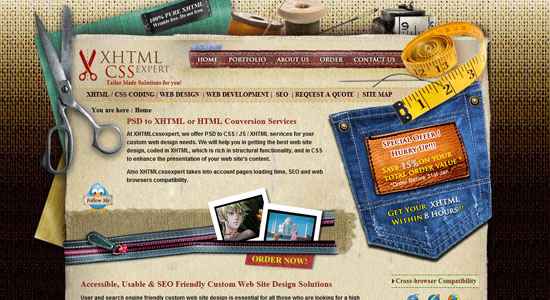 100% PURE XHTML
Wrinkle free. Do not iron
XHTML
CSS EXPERT
Tailor Made Solutions for you!
HOME PORTFOLIO ABOUT US ORDER CONTACT US
XHTML / CSS CODING | WEB DESIGN | WEB DEVELOPMENT | SEO | REQUEST A QUOTE | SITE MAP
You are here : Home
PSD to XHTML or HTML Conversion Services
At XHTMLcssexpert, we offer PSD to CSS / JS / XHTML services for your
custom web design needs. We will help you in getting the best web site
design, coded in XHTML, which is rich in structural functionality, and in CSS
to enhance the presentation of your web site's content.
Also XHTMLcssexpert takes into account pages loading time, SEO and web
browsers compatibility.
Follow Me
SPECIAL OFFER !
HURRY UP!!!
SAVE 15% ON YOUR
TOTAL ORDER VALUE *
*Order Before 31st Jan.
GET YOUR XHTML
WITHIN 8 HOURS !!
ORDER NOW!
Cross-browser Compatibility
Accessible, Usable & SEO Friendly Custom Web Site Design Solutions
User and search engine friendly custom web site design is essential for all those who are looking for a high